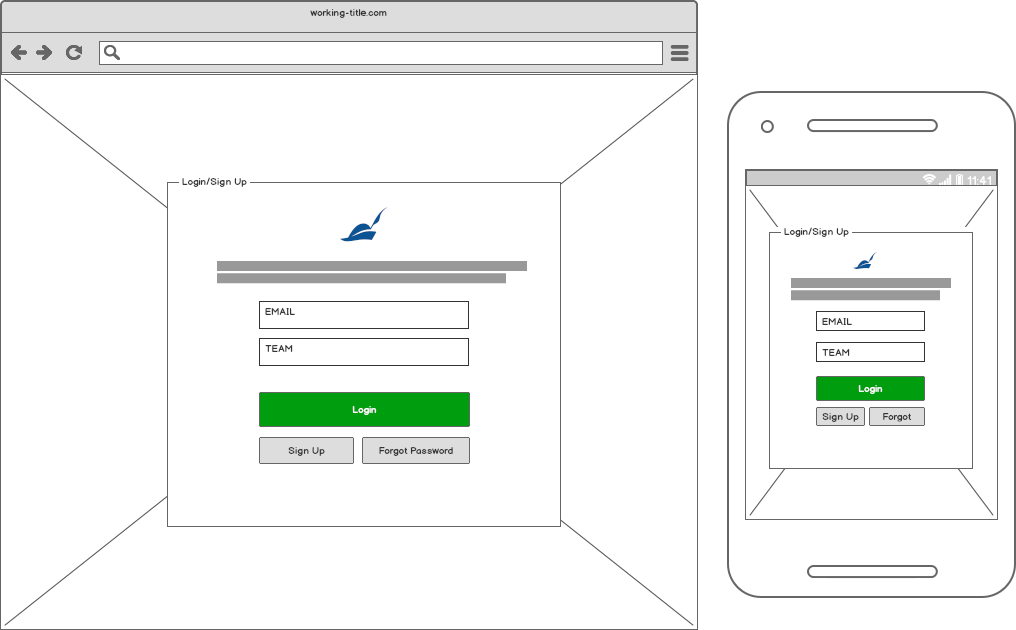 working-title.com
Login/Sign Up
EMAIL
TEAM
Login
Sign Up
Forgot Password
11:41
Login/Sign Up
EMAIL
TEAM
Login
Sign Up
Forgot